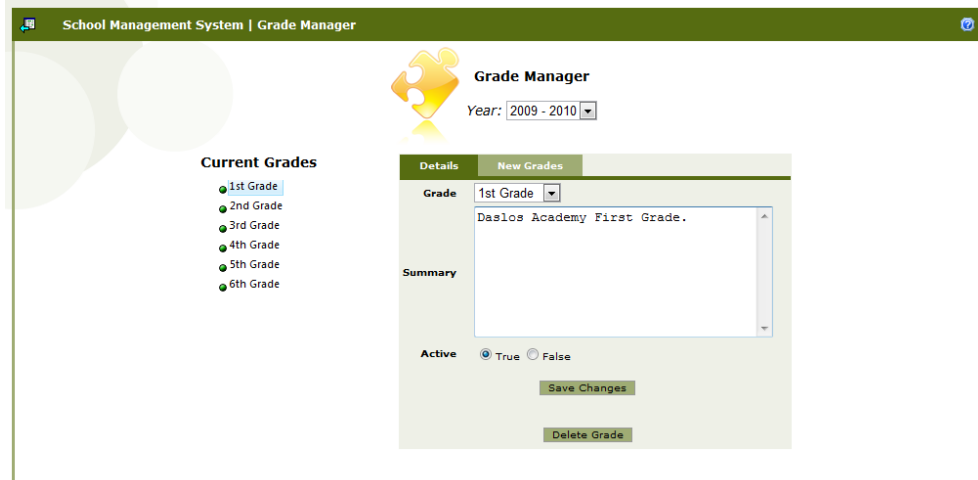 School Management System | Grade Manager
Grade Manager
Year: 2009 - 2010
Current Grades
1st Grade
2nd Grade
3rd Grade
4th Grade
5th Grade
6th Grade
Details New Grades
Grade 1st Grade
Summary Daslos Academy First Grade.
Active True False
Save Changes
Delete Grade